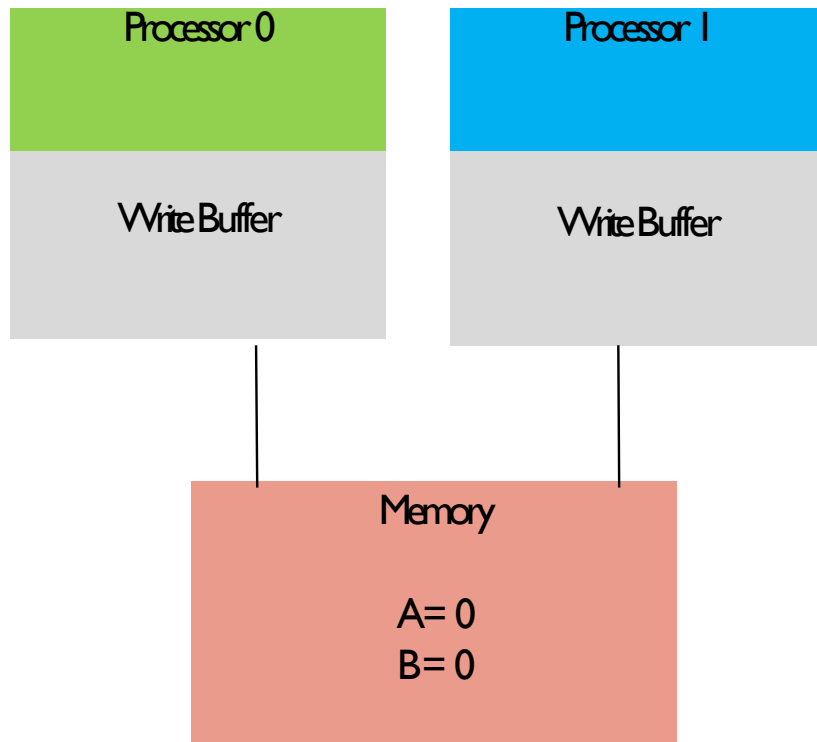 Processor 0
Processor 1
Write Buffer
Write Buffer
Memory
A= 0
B= 0